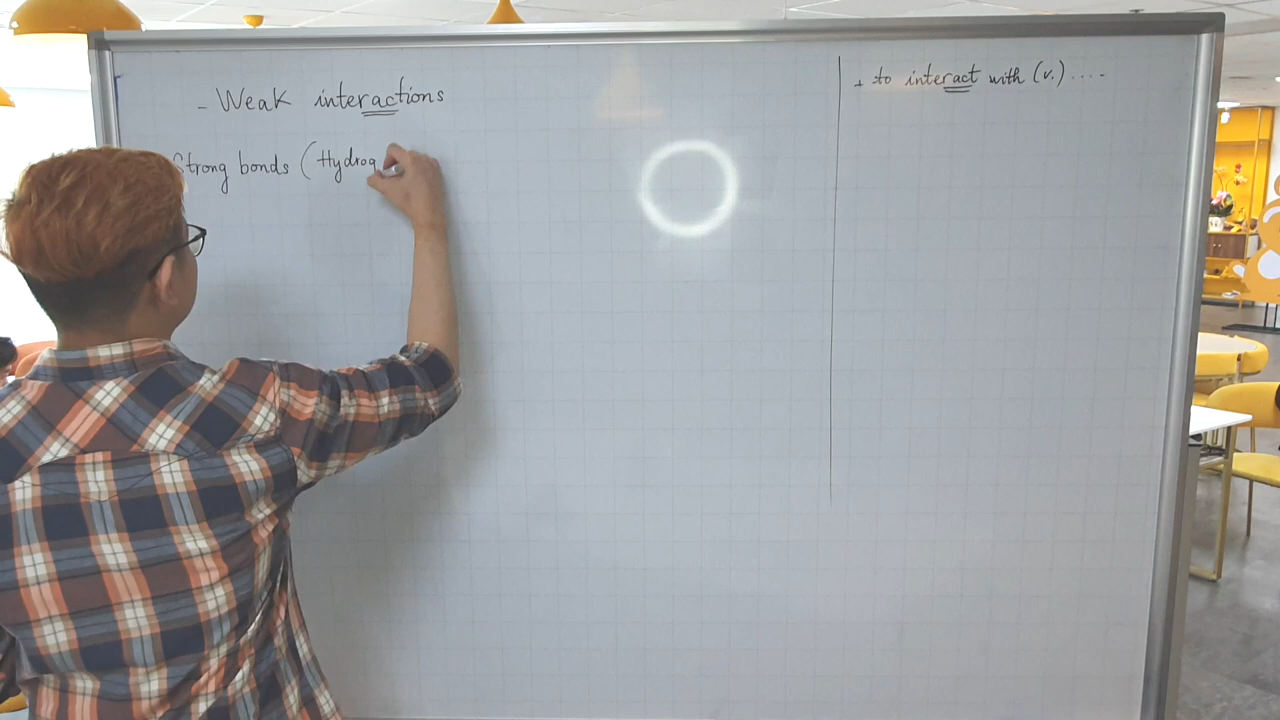 - Weak interactions
Strong bonds (Hydrog
+ to interact with (v.) ....